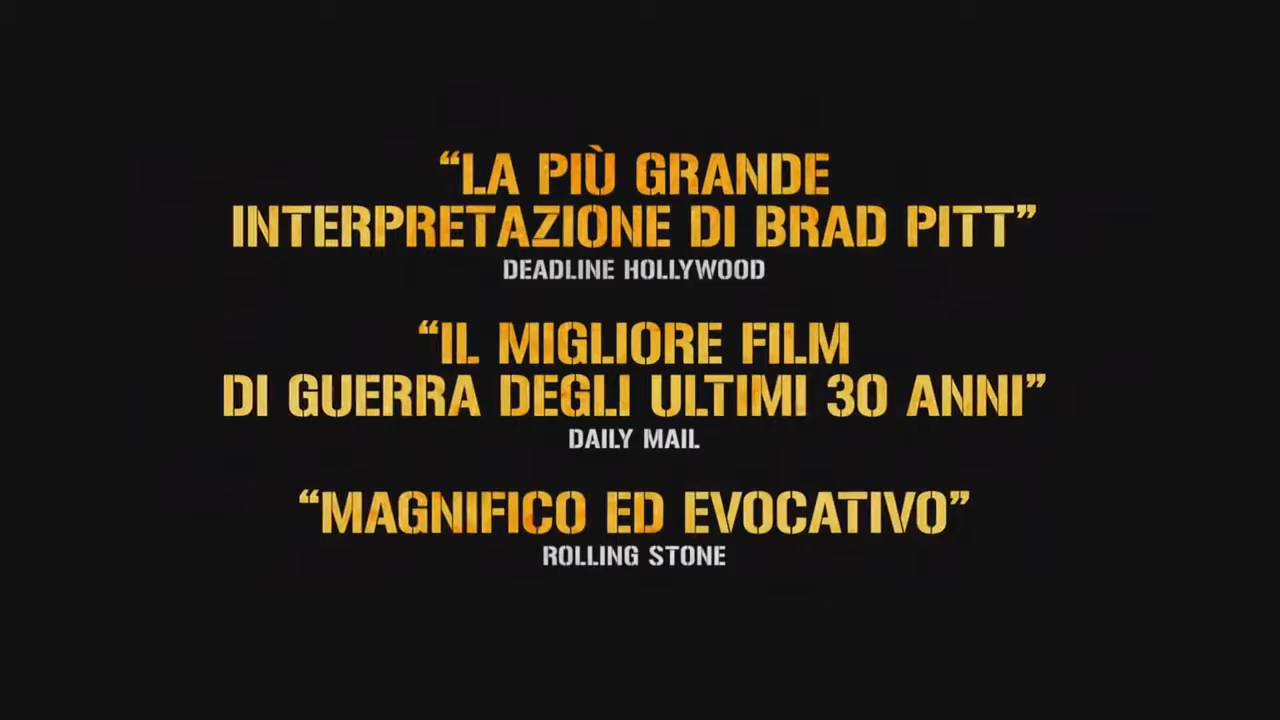 “LA PIÙ GRANDE
INTERPRETAZIONE DI BRAD PITT”
DEADLINE HOLLYWOOD
“IL MIGLIORE FILM
DI GUERRA DEGLI ULTIMI 30 ANNI”
DAILY MAIL
“MAGNIFICO ED EVOCATIVO”
ROLLING STONE